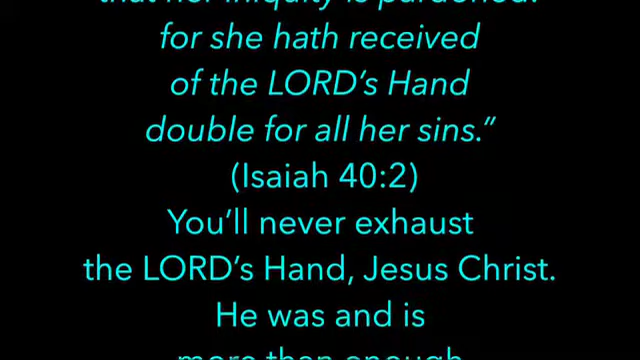 that her iniquity is pardoned:
for she hath received
of the LORD’s Hand
double for all her sins.”
(Isaiah 40:2)
You’ll never exhaust
the LORD’s Hand, Jesus Christ.
He was and is
more than enough